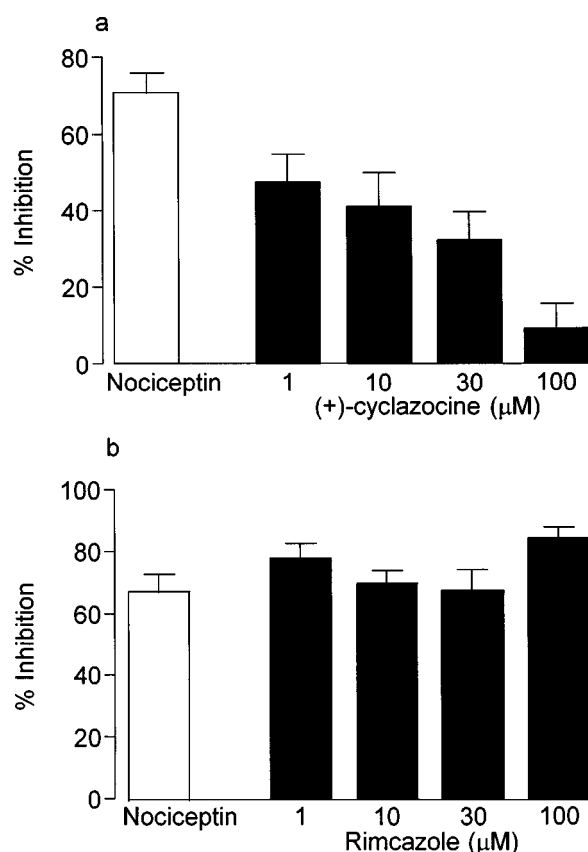 a
80
60
40
20
0
% Inhibition
Nociceptin 1 10 30 100
(+)-cyclazocine (µM)
b
100
80
60
40
20
0
% Inhibition
Nociceptin 1 10 30 100
Rimcazole (µM)